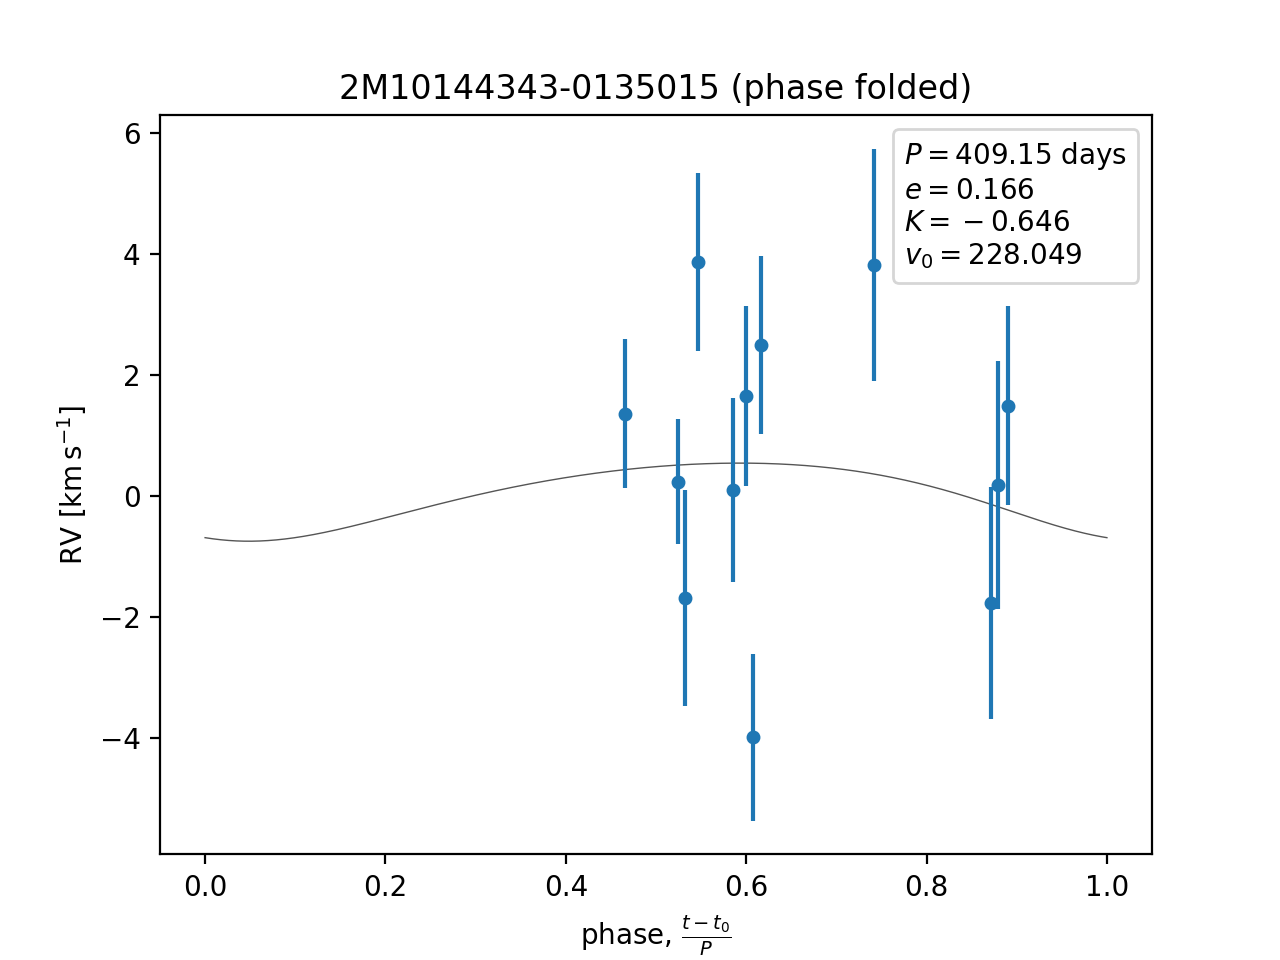 2M10144343-0135015 (phase folded)
P = 409.15 days
e = 0.166
K = −0.646
v₀ = 228.049
6
4
2
0
−2
−4
RV [km s⁻¹]
0.0 0.2 0.4 0.6 0.8 1.0
phase, (t − t₀)/P